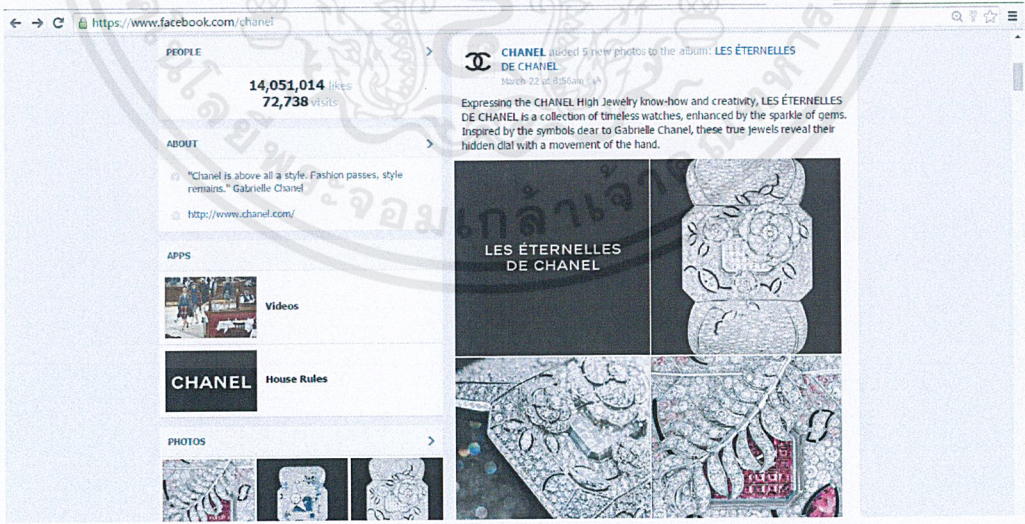 https://www.facebook.com/chanel
PEOPLE
14,051,014 likes
72,738 visits
ABOUT
"Chanel is above all a style. Fashion passes, style
remains." Gabrielle Chanel
http://www.chanel.com/
APPS
Videos
CHANEL
House Rules
PHOTOS
CHANEL added 5 new photos to the album: LES ÉTERNELLES
DE CHANEL
March 22 at 8:56am
Expressing the CHANEL High Jewelry know-how and creativity, LES ÉTERNELLES
DE CHANEL is a collection of timeless watches, enhanced by the sparkle of gems.
Inspired by the symbols dear to Gabrielle Chanel, these true jewels reveal their
hidden dial with a movement of the hand.
LES ÉTERNELLES
DE CHANEL